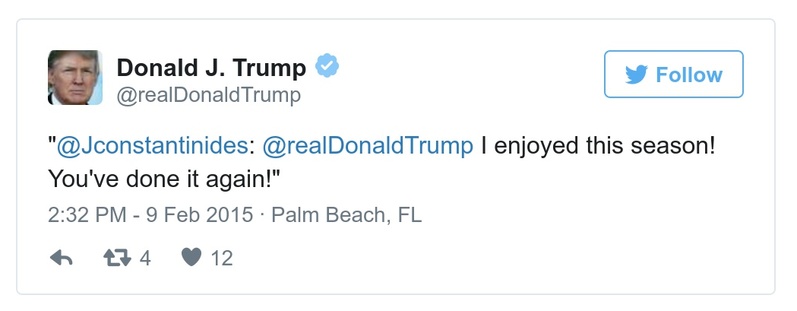 Donald J. Trump
@realDonaldTrump
Follow
"@Jconstantinides: @realDonaldTrump I enjoyed this season!
You've done it again!"
2:32 PM - 9 Feb 2015 · Palm Beach, FL
4 12